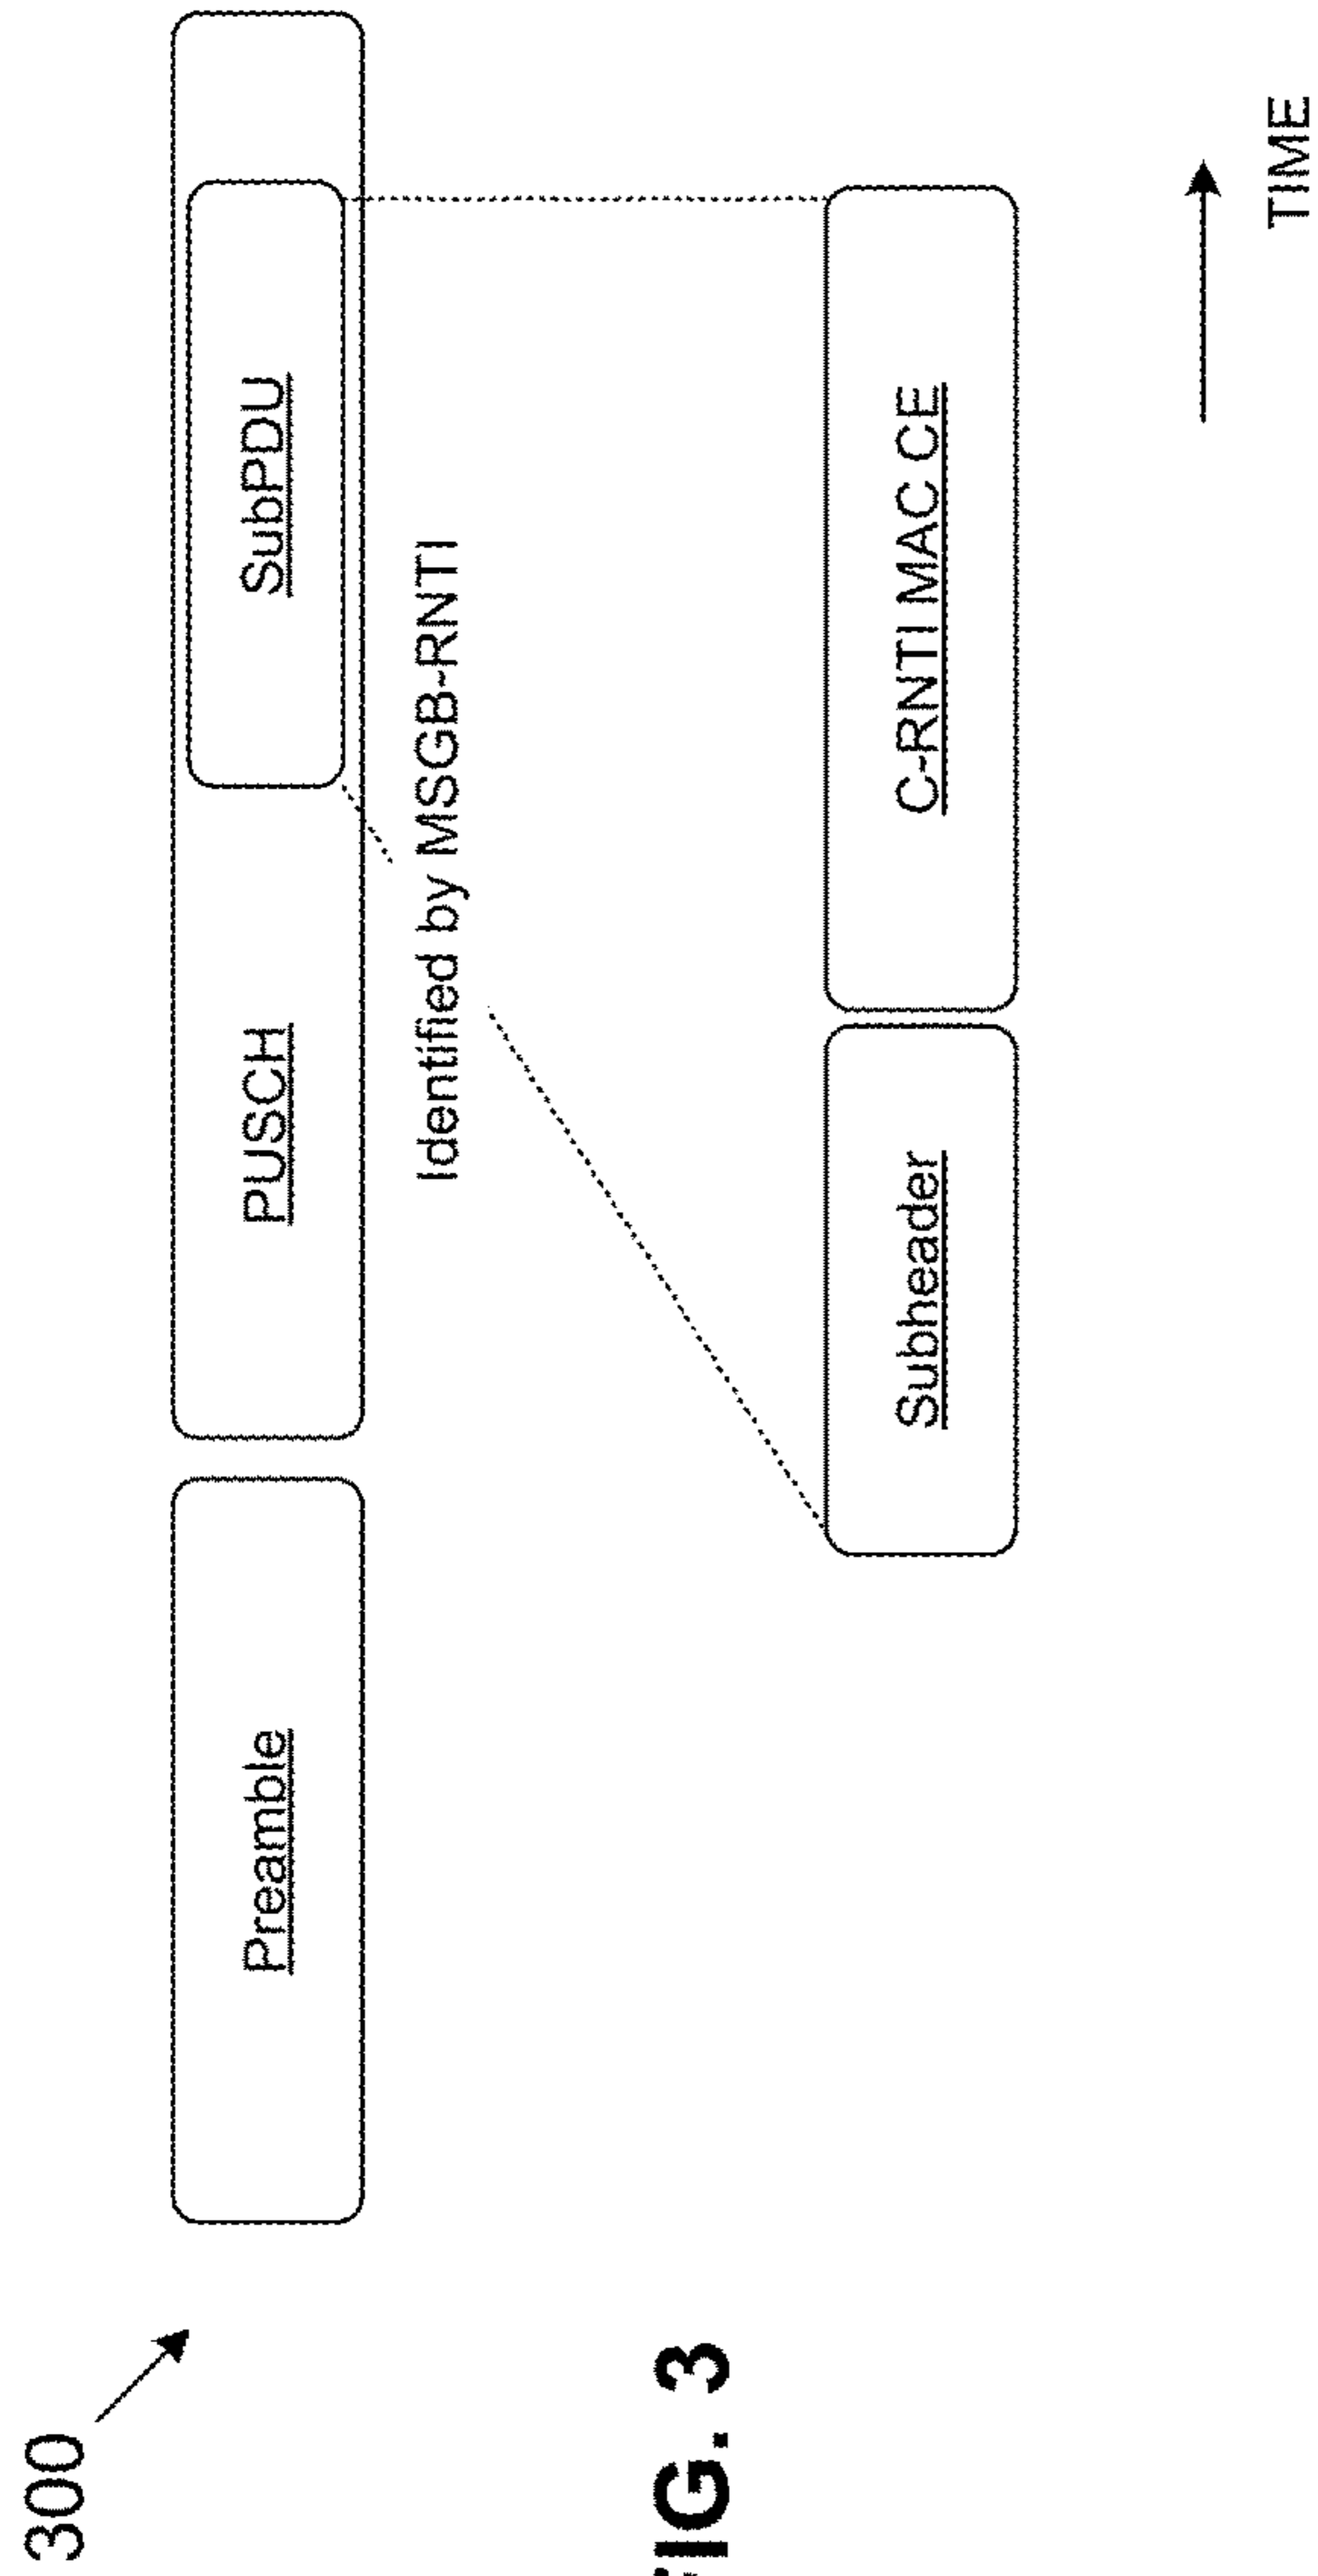 300
Preamble
PUSCH
SubPDU
Identified by MSGB-RNTI
Subheader
C-RNTI MAC CE
TIME
FIG. 3